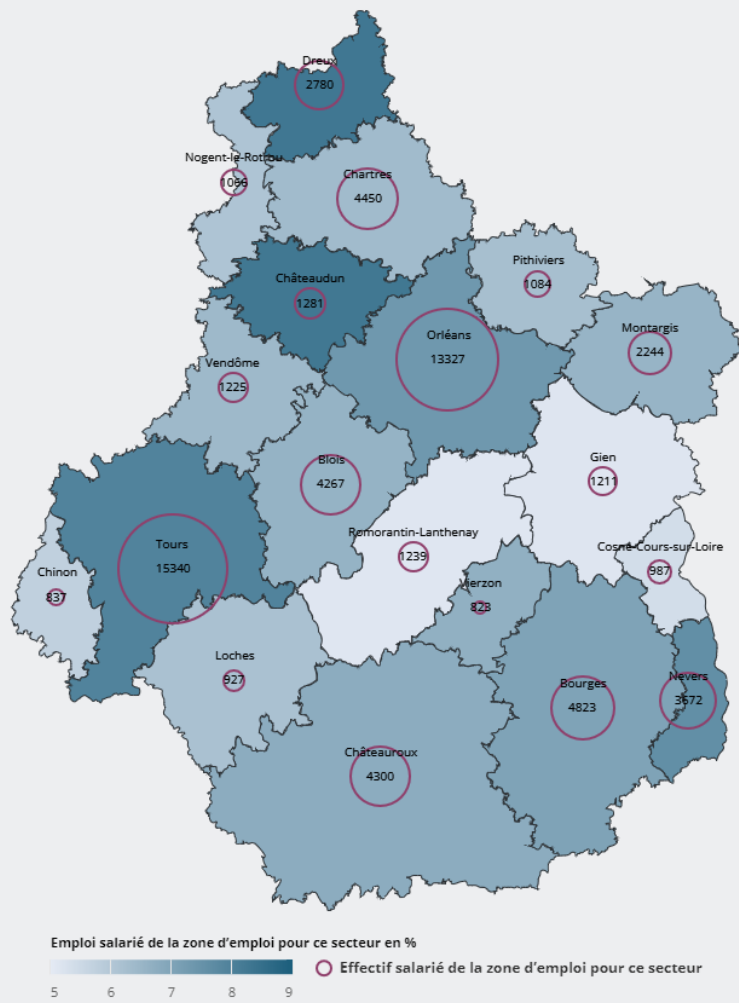 Dreux
2780
Nogent-le-Rotrou
1066
Chartres
4450
Pithiviers
1084
Châteaudun
1281
Orléans
13327
Montargis
2244
Vendôme
1225
Blois
4267
Gien
1211
Romorantin-Lanthenay
1239
Tours
15340
Cosne-Cours-sur-Loire
987
Chinon
837
Vierzon
823
Loches
927
Bourges
4823
Nevers
3672
Châteauroux
4300
Emploi salarié de la zone d’emploi pour ce secteur en %
5 6 7 8 9
Effectif salarié de la zone d’emploi pour ce secteur